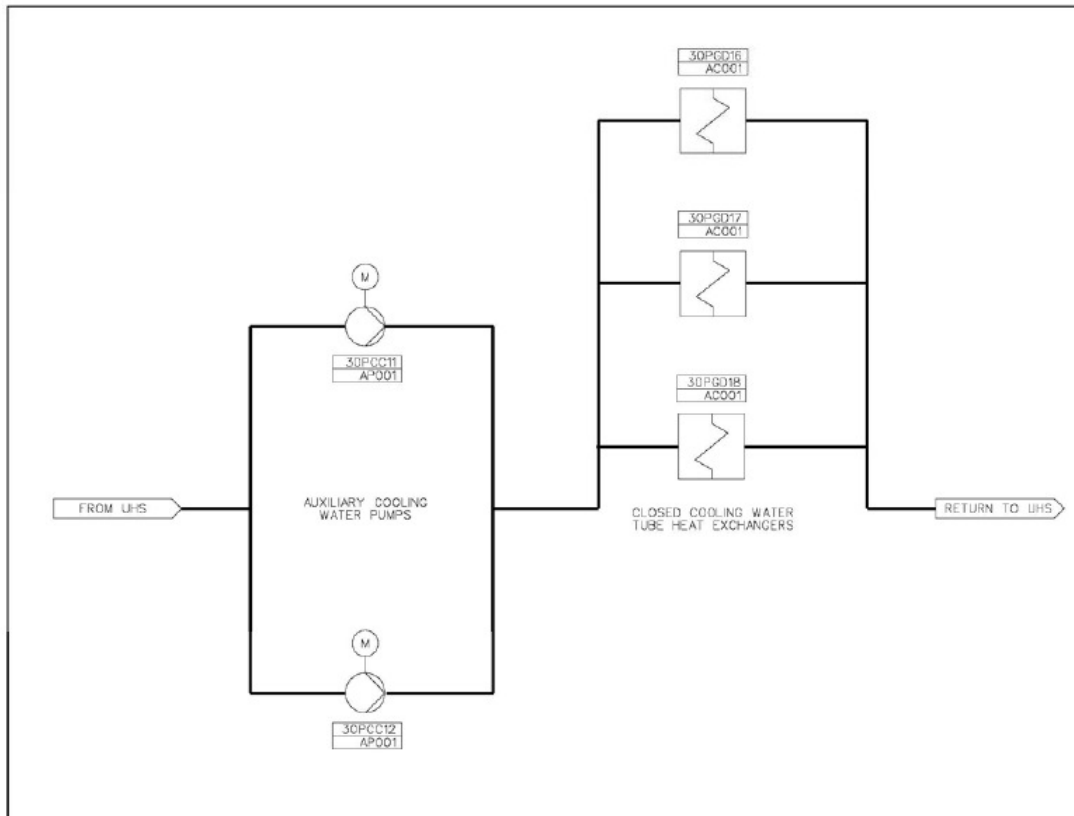 30PGD16
AC001
30PGD17
AC001
M
30PCC11
AP001
30PGD18
AC001
FROM UHS
AUXILIARY COOLING
WATER PUMPS
CLOSED COOLING WATER
TUBE HEAT EXCHANGERS
RETURN TO UHS
M
30PCC12
AP001